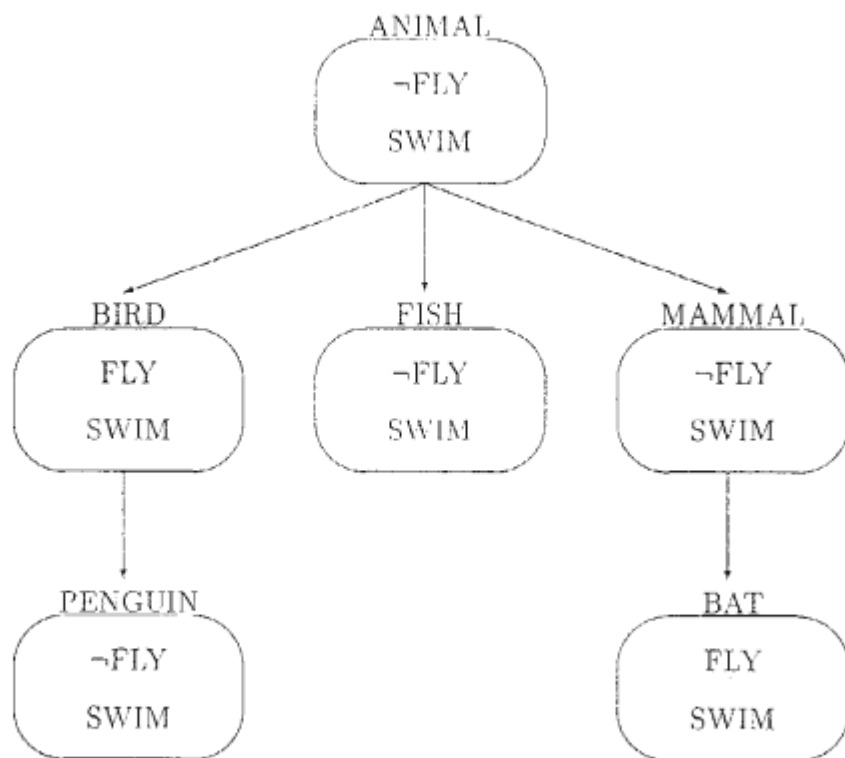 ANIMAL
¬FLY
SWIM
BIRD FISH MAMMAL
FLY ¬FLY ¬FLY
SWIM SWIM SWIM
PENGUIN BAT
¬FLY FLY
SWIM SWIM